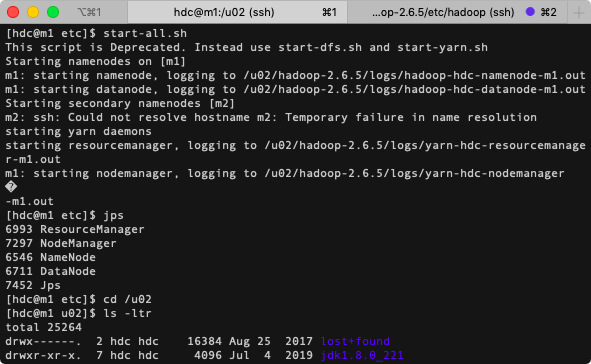 ⌥⌘1
hdc@m1:/u02 (ssh)
⌘1
...op-2.6.5/etc/hadoop (ssh)
⌘2
+
[hdc@m1 etc]$ start-all.sh
This script is Deprecated. Instead use start-dfs.sh and start-yarn.sh
Starting namenodes on [m1]
m1: starting namenode, logging to /u02/hadoop-2.6.5/logs/hadoop-hdc-namenode-m1.out
m1: starting datanode, logging to /u02/hadoop-2.6.5/logs/hadoop-hdc-datanode-m1.out
Starting secondary namenodes [m2]
m2: ssh: Could not resolve hostname m2: Temporary failure in name resolution
starting yarn daemons
starting resourcemanager, logging to /u02/hadoop-2.6.5/logs/yarn-hdc-resourcemanage
r-m1.out
m1: starting nodemanager, logging to /u02/hadoop-2.6.5/logs/yarn-hdc-nodemanager
�
-m1.out
[hdc@m1 etc]$ jps
6993 ResourceManager
7297 NodeManager
6546 NameNode
6711 DataNode
7452 Jps
[hdc@m1 etc]$ cd /u02
[hdc@m1 u02]$ ls -ltr
total 25264
drwx------. 2 hdc hdc 16384 Aug 25 2017 lost+found
drwxr-xr-x. 7 hdc hdc 4096 Jul 4 2019 jdk1.8.0_221